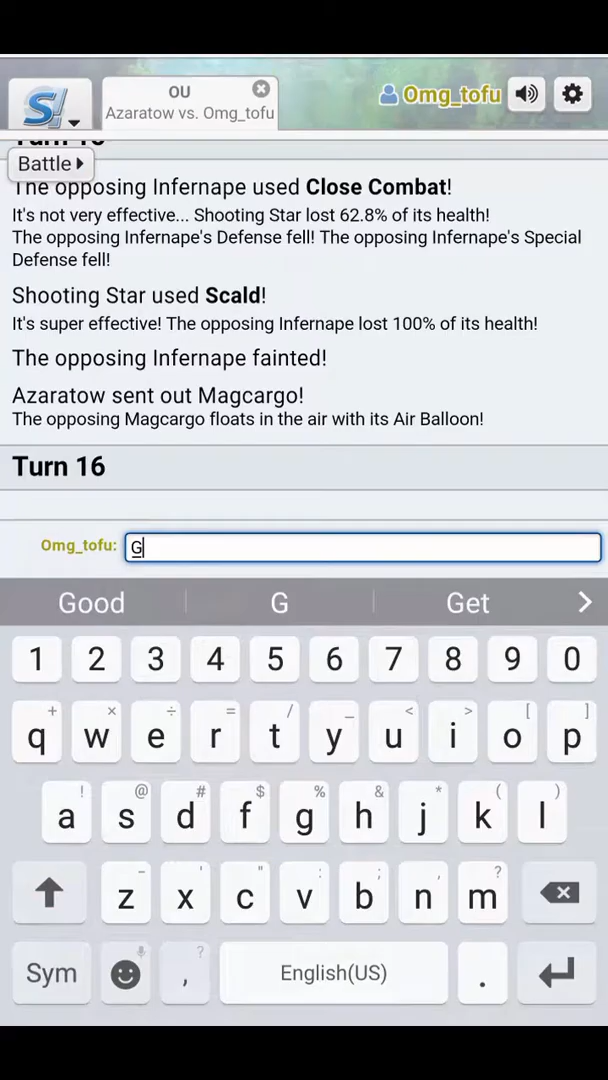 OU
Azaratow vs. Omg_tofu
Omg_tofu
Battle
The opposing Infernape used Close Combat!
It's not very effective... Shooting Star lost 62.8% of its health!
The opposing Infernape's Defense fell! The opposing Infernape's Special
Defense fell!
Shooting Star used Scald!
It's super effective! The opposing Infernape lost 100% of its health!
The opposing Infernape fainted!
Azaratow sent out Magcargo!
The opposing Magcargo floats in the air with its Air Balloon!
Turn 16
Omg_tofu: G
Good G Get
1 2 3 4 5 6 7 8 9 0
+ × ÷ = / _ < > [ ]
q w e r t y u i o p
! @ # $ % & * ( )
a s d f g h j k l
- ' " : ; , ?
z x c v b n m
Sym , ? English(US) .